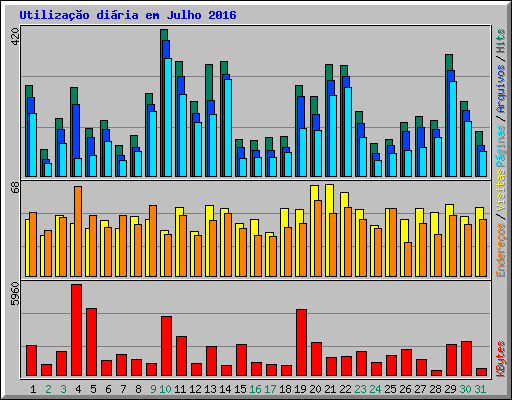 Utilização diária em Julho 2016
420
68
5960
Endereços / visitas Páginas / Arquivos / Hits
KBytes
1 2 3 4 5 6 7 8 9 10 11 12 13 14 15 16 17 18 19 20 21 22 23 24 25 26 27 28 29 30 31